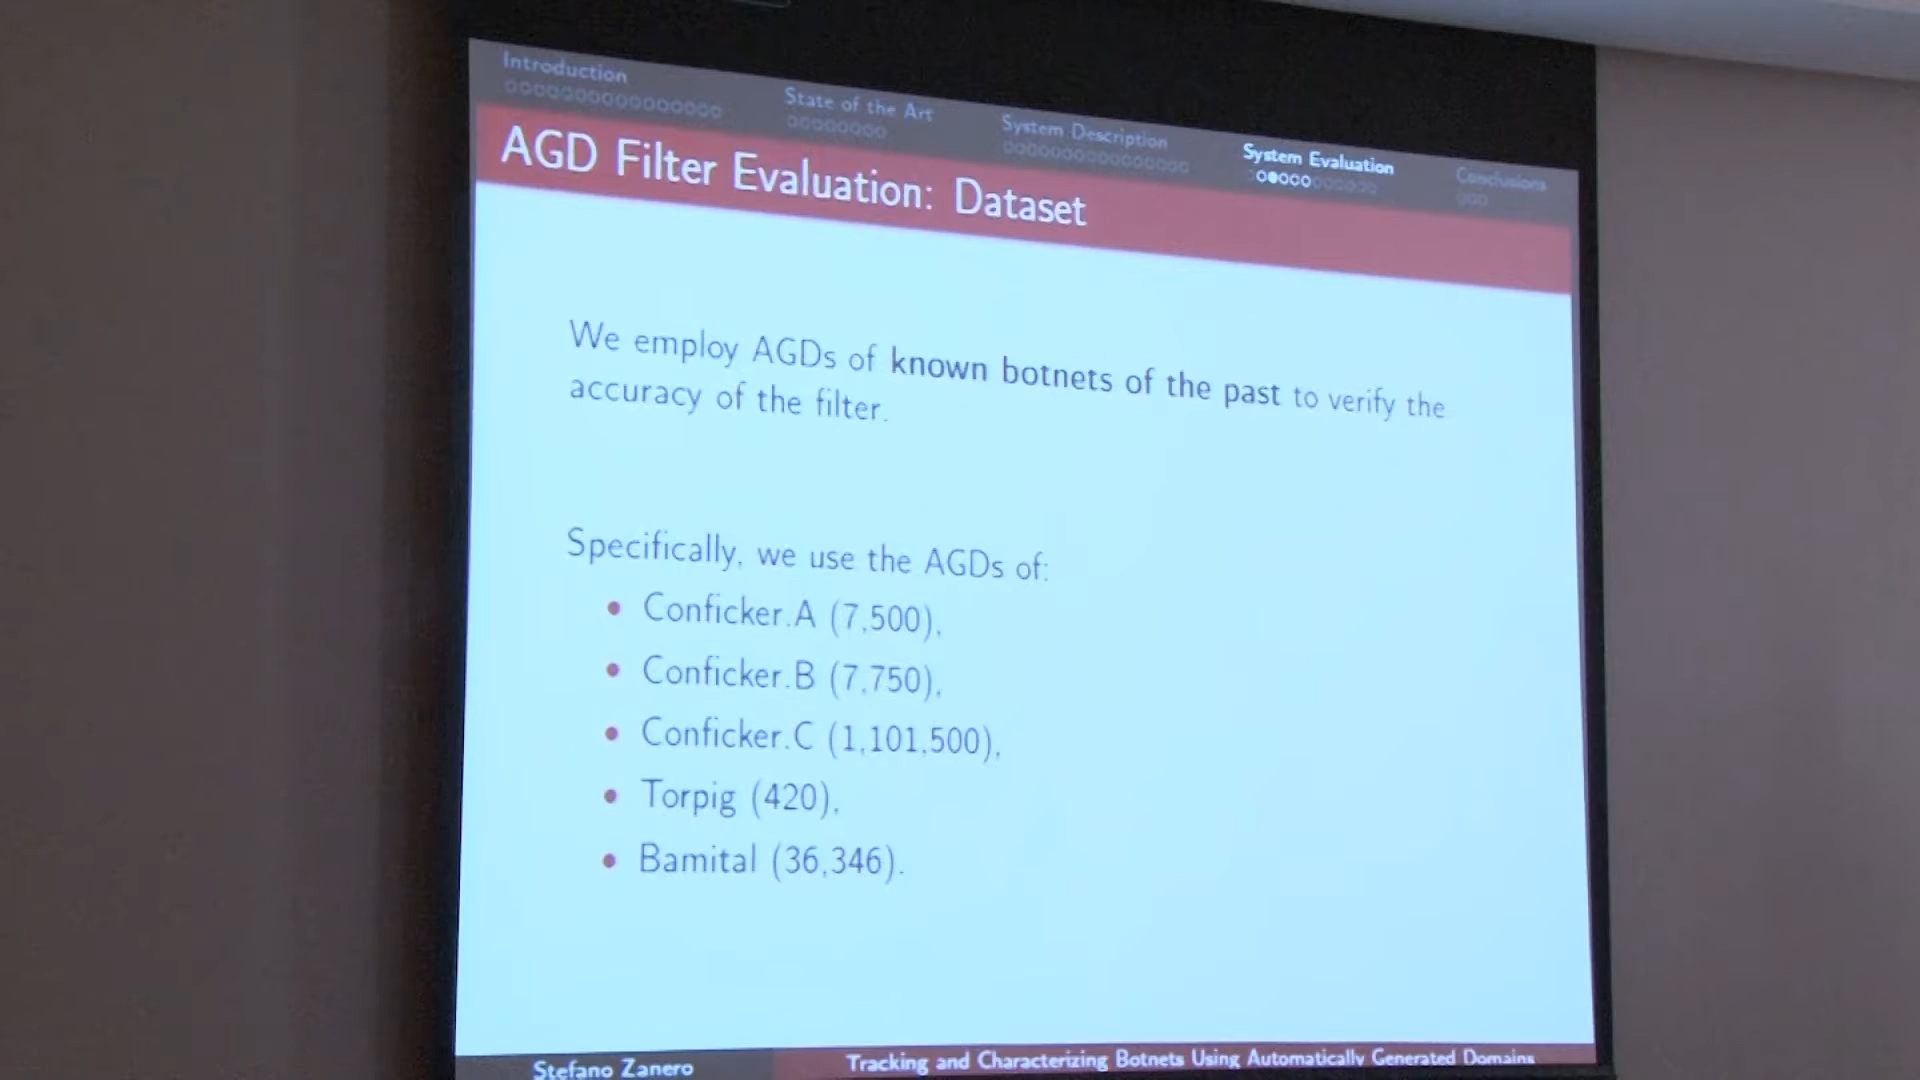 Introduction
State of the Art
System Description
System Evaluation
Conclusions
AGD Filter Evaluation: Dataset
We employ AGDs of known botnets of the past to verify the
accuracy of the filter.
Specifically, we use the AGDs of:
• Conficker.A (7,500),
• Conficker.B (7,750),
• Conficker.C (1,101,500),
• Torpig (420),
• Bamital (36,346).
Stefano Zanero
Tracking and Characterizing Botnets Using Automatically Generated Domains